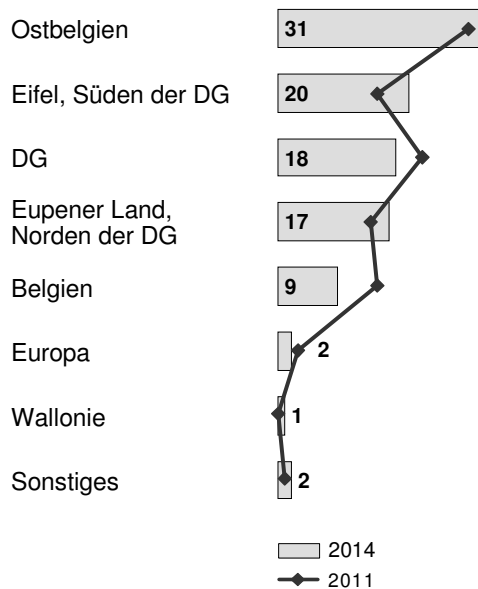 Ostbelgien 31
Eifel, Süden der DG 20
DG 18
Eupener Land,
Norden der DG 17
Belgien 9
Europa 2
Wallonie 1
Sonstiges 2
2014
2011